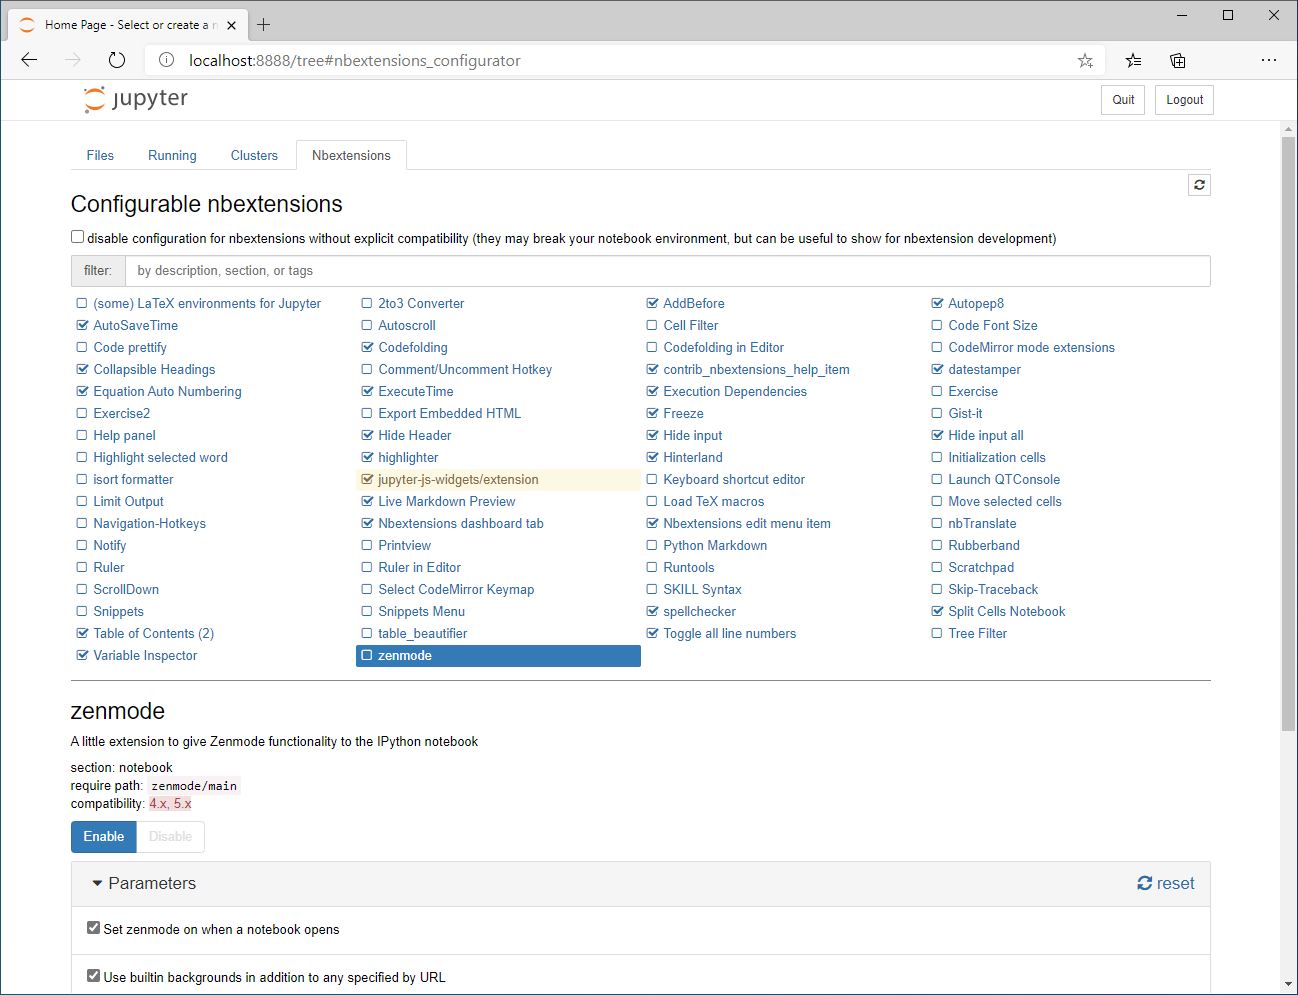 Home Page - Select or create a n
localhost:8888/tree#nbextensions_configurator
jupyter
Quit
Logout
Files
Running
Clusters
Nbextensions
Configurable nbextensions
disable configuration for nbextensions without explicit compatibility (they may break your notebook environment, but can be useful to show for nbextension development)
filter: by description, section, or tags
(some) LaTeX environments for Jupyter 2to3 Converter AddBefore Autopep8
AutoSaveTime Autoscroll Cell Filter Code Font Size
Code prettify Codefolding Codefolding in Editor CodeMirror mode extensions
Collapsible Headings Comment/Uncomment Hotkey contrib_nbextensions_help_item datestamper
Equation Auto Numbering ExecuteTime Execution Dependencies Exercise
Exercise2 Export Embedded HTML Freeze Gist-it
Help panel Hide Header Hide input Hide input all
Highlight selected word highlighter Hinterland Initialization cells
isort formatter jupyter-js-widgets/extension Keyboard shortcut editor Launch QTConsole
Limit Output Live Markdown Preview Load TeX macros Move selected cells
Navigation-Hotkeys Nbextensions dashboard tab Nbextensions edit menu item nbTranslate
Notify Printview Python Markdown Rubberband
Ruler Ruler in Editor Runtools Scratchpad
ScrollDown Select CodeMirror Keymap SKILL Syntax Skip-Traceback
Snippets Snippets Menu spellchecker Split Cells Notebook
Table of Contents (2) table_beautifier Toggle all line numbers Tree Filter
Variable Inspector zenmode
zenmode
A little extension to give Zenmode functionality to the IPython notebook
section: notebook
require path: zenmode/main
compatibility: 4.x, 5.x
Enable Disable
Parameters
reset
Set zenmode on when a notebook opens
Use builtin backgrounds in addition to any specified by URL